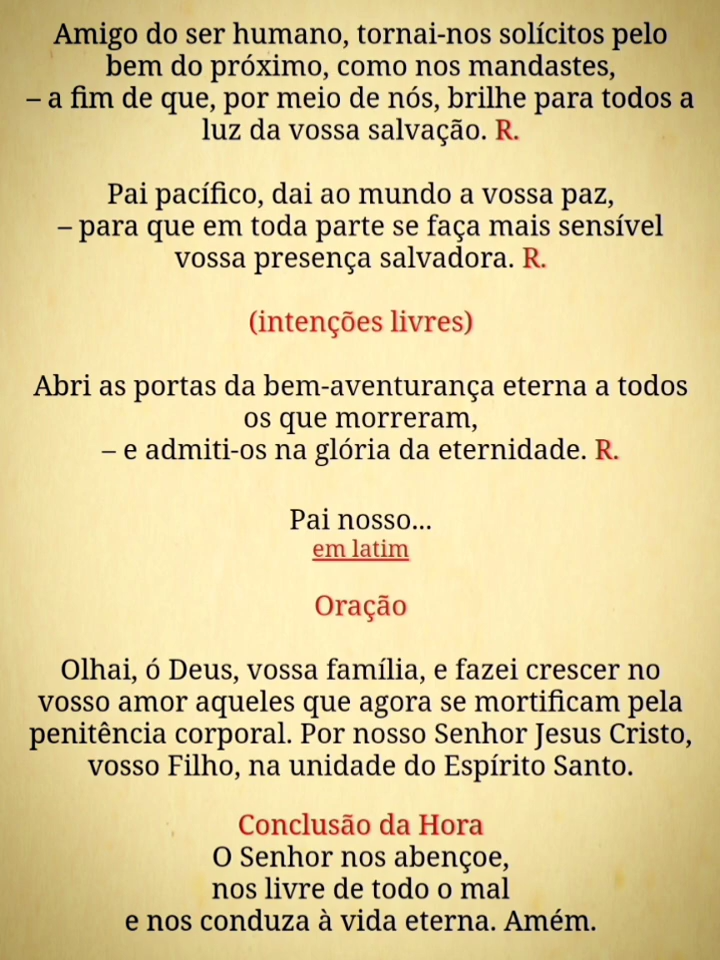 Amigo do ser humano, tornai-nos solícitos pelo
bem do próximo, como nos mandastes,
– a fim de que, por meio de nós, brilhe para todos a
luz da vossa salvação. R.
Pai pacífico, dai ao mundo a vossa paz,
– para que em toda parte se faça mais sensível
vossa presença salvadora. R.
(intenções livres)
Abri as portas da bem-aventurança eterna a todos
os que morreram,
– e admiti-os na glória da eternidade. R.
Pai nosso...
em latim
Oração
Olhai, ó Deus, vossa família, e fazei crescer no
vosso amor aqueles que agora se mortificam pela
penitência corporal. Por nosso Senhor Jesus Cristo,
vosso Filho, na unidade do Espírito Santo.
Conclusão da Hora
O Senhor nos abençoe,
nos livre de todo o mal
e nos conduza à vida eterna. Amém.